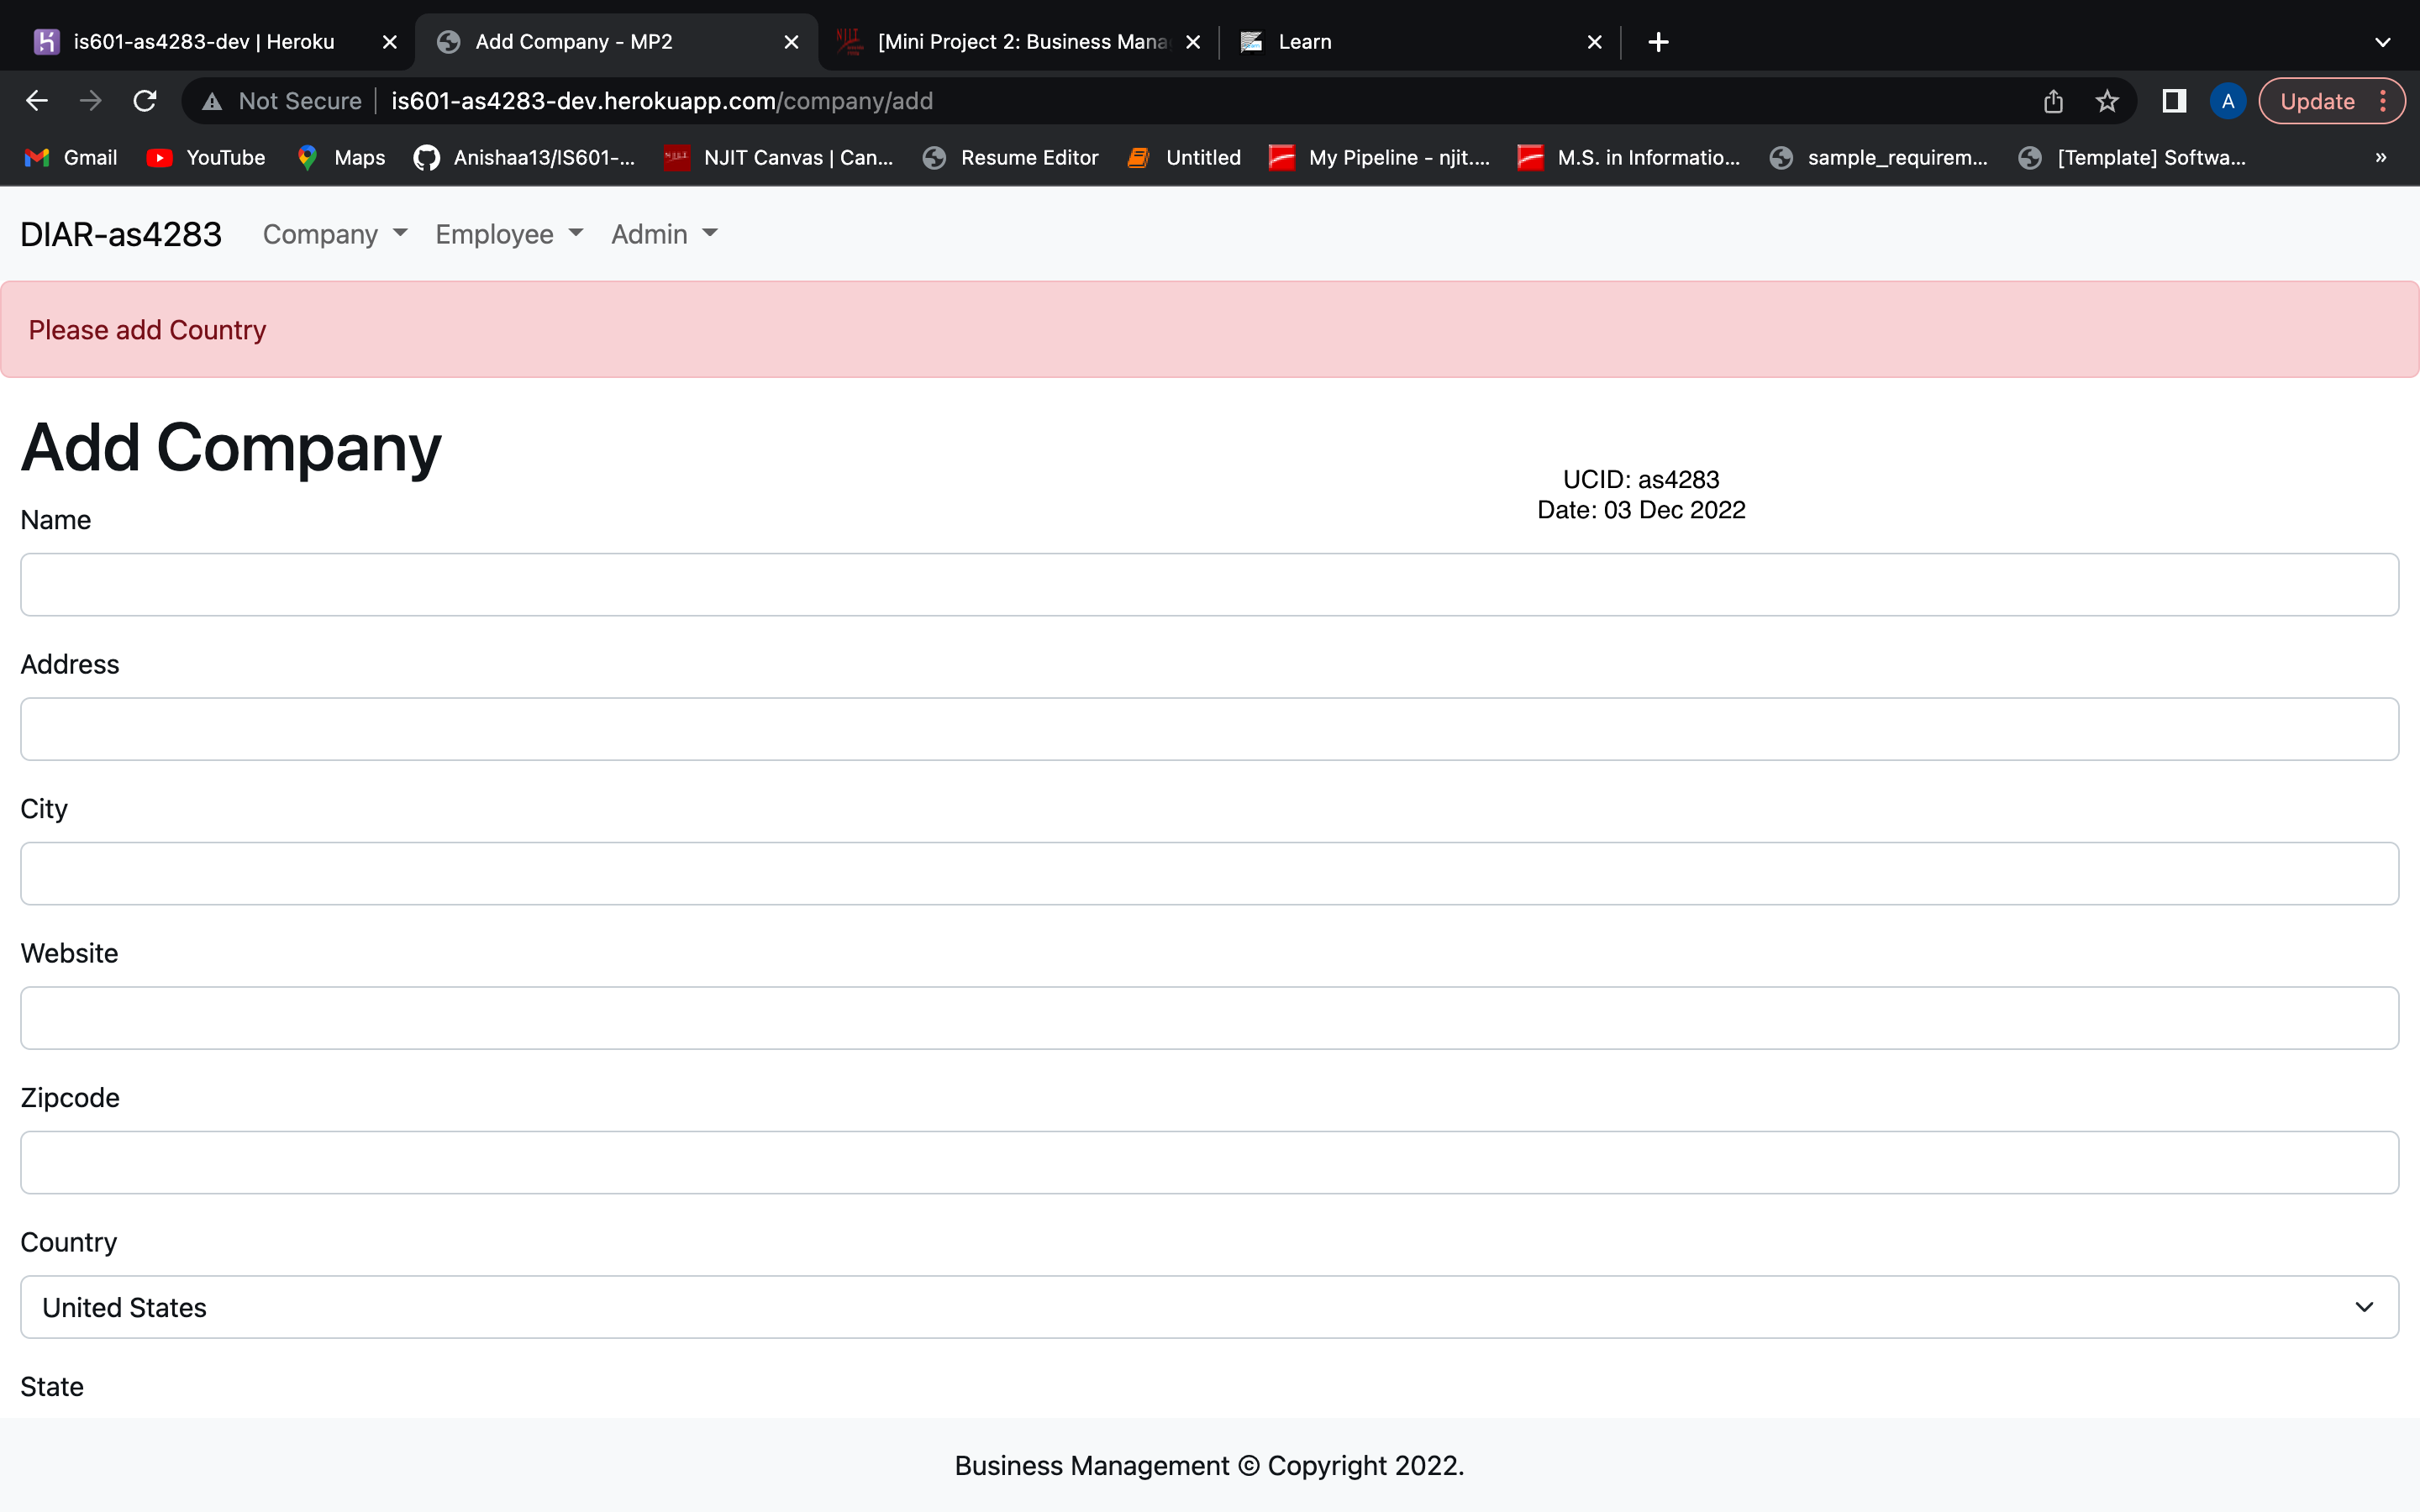 is601-as4283-dev | Heroku
Add Company - MP2
[Mini Project 2: Business Mana
Learn
Not Secure
is601-as4283-dev.herokuapp.com/company/add
A
Update
Gmail
YouTube
Maps
Anishaa13/IS601-...
NJIT Canvas | Can...
Resume Editor
Untitled
My Pipeline - njit....
M.S. in Informatio...
sample_requirem...
[Template] Softwa...
»
DIAR-as4283
Company
Employee
Admin
Please add Country
Add Company
UCID: as4283
Date: 03 Dec 2022
Name
Address
City
Website
Zipcode
Country
United States
State
Business Management © Copyright 2022.